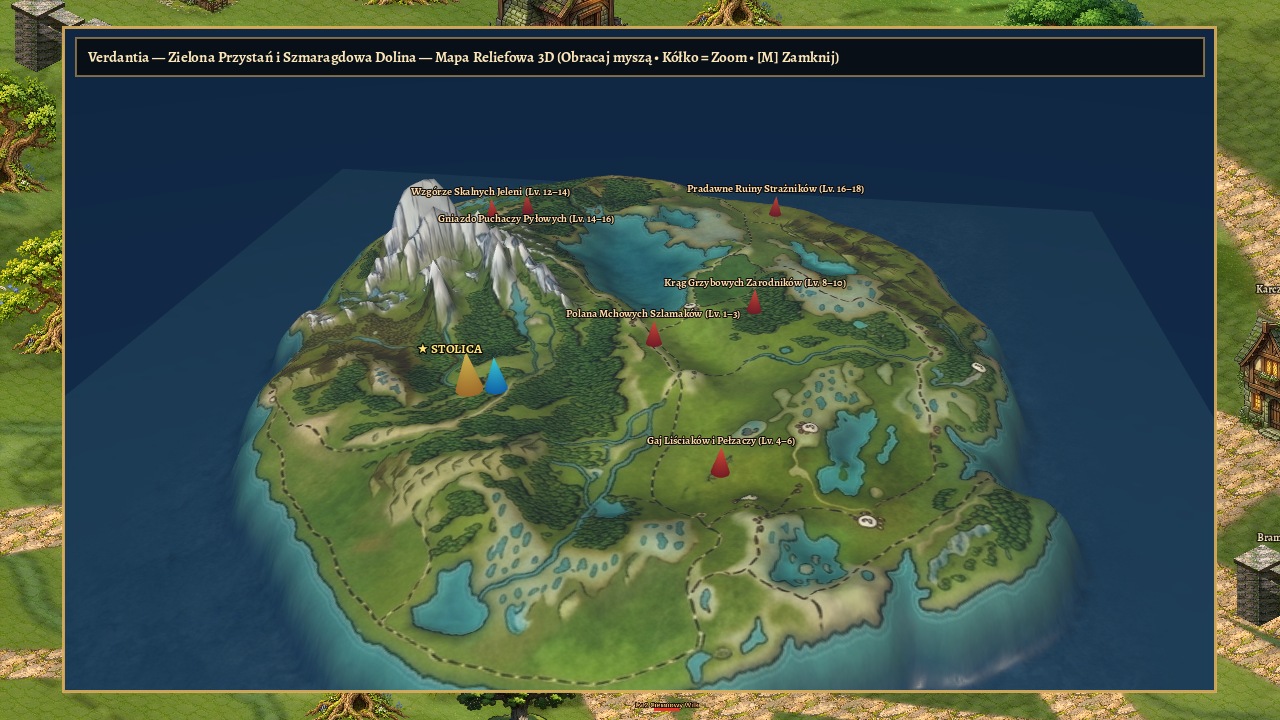 Verdantia — Zielona Przystań i Szmaragdowa Dolina — Mapa Reliefowa 3D (Obracaj myszą • Kółko = Zoom • [M] Zamknij)
Wzgórze Skalnych Jeleni (Lv. 12–14)
Pradawne Ruiny Strażników (Lv. 16–18)
Gniazdo Puchaczy Pyłowych (Lv. 14–16)
Krąg Grzybowych Zarodników (Lv. 8–10)
Polana Mchowych Szlamaków (Lv. 1–3)
★ STOLICA
Gaj Liściaków i Pełzaczy (Lv. 4–6)
Karcz
Bram